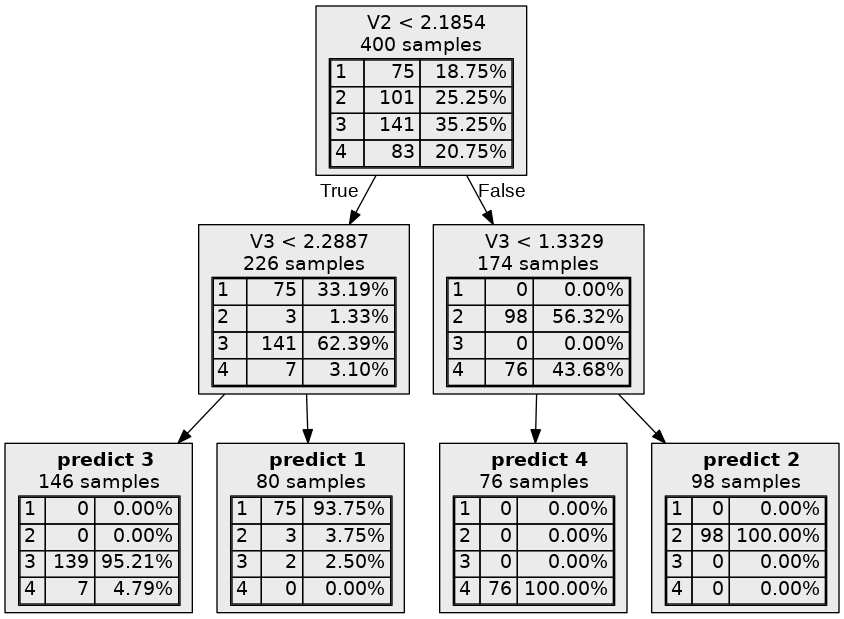 V2 < 2.1854
400 samples
1 75 18.75%
2 101 25.25%
3 141 35.25%
4 83 20.75%
True False
V3 < 2.2887
226 samples
1 75 33.19%
2 3 1.33%
3 141 62.39%
4 7 3.10%
V3 < 1.3329
174 samples
1 0 0.00%
2 98 56.32%
3 0 0.00%
4 76 43.68%
predict 3
146 samples
1 0 0.00%
2 0 0.00%
3 139 95.21%
4 7 4.79%
predict 1
80 samples
1 75 93.75%
2 3 3.75%
3 2 2.50%
4 0 0.00%
predict 4
76 samples
1 0 0.00%
2 0 0.00%
3 0 0.00%
4 76 100.00%
predict 2
98 samples
1 0 0.00%
2 98 100.00%
3 0 0.00%
4 0 0.00%